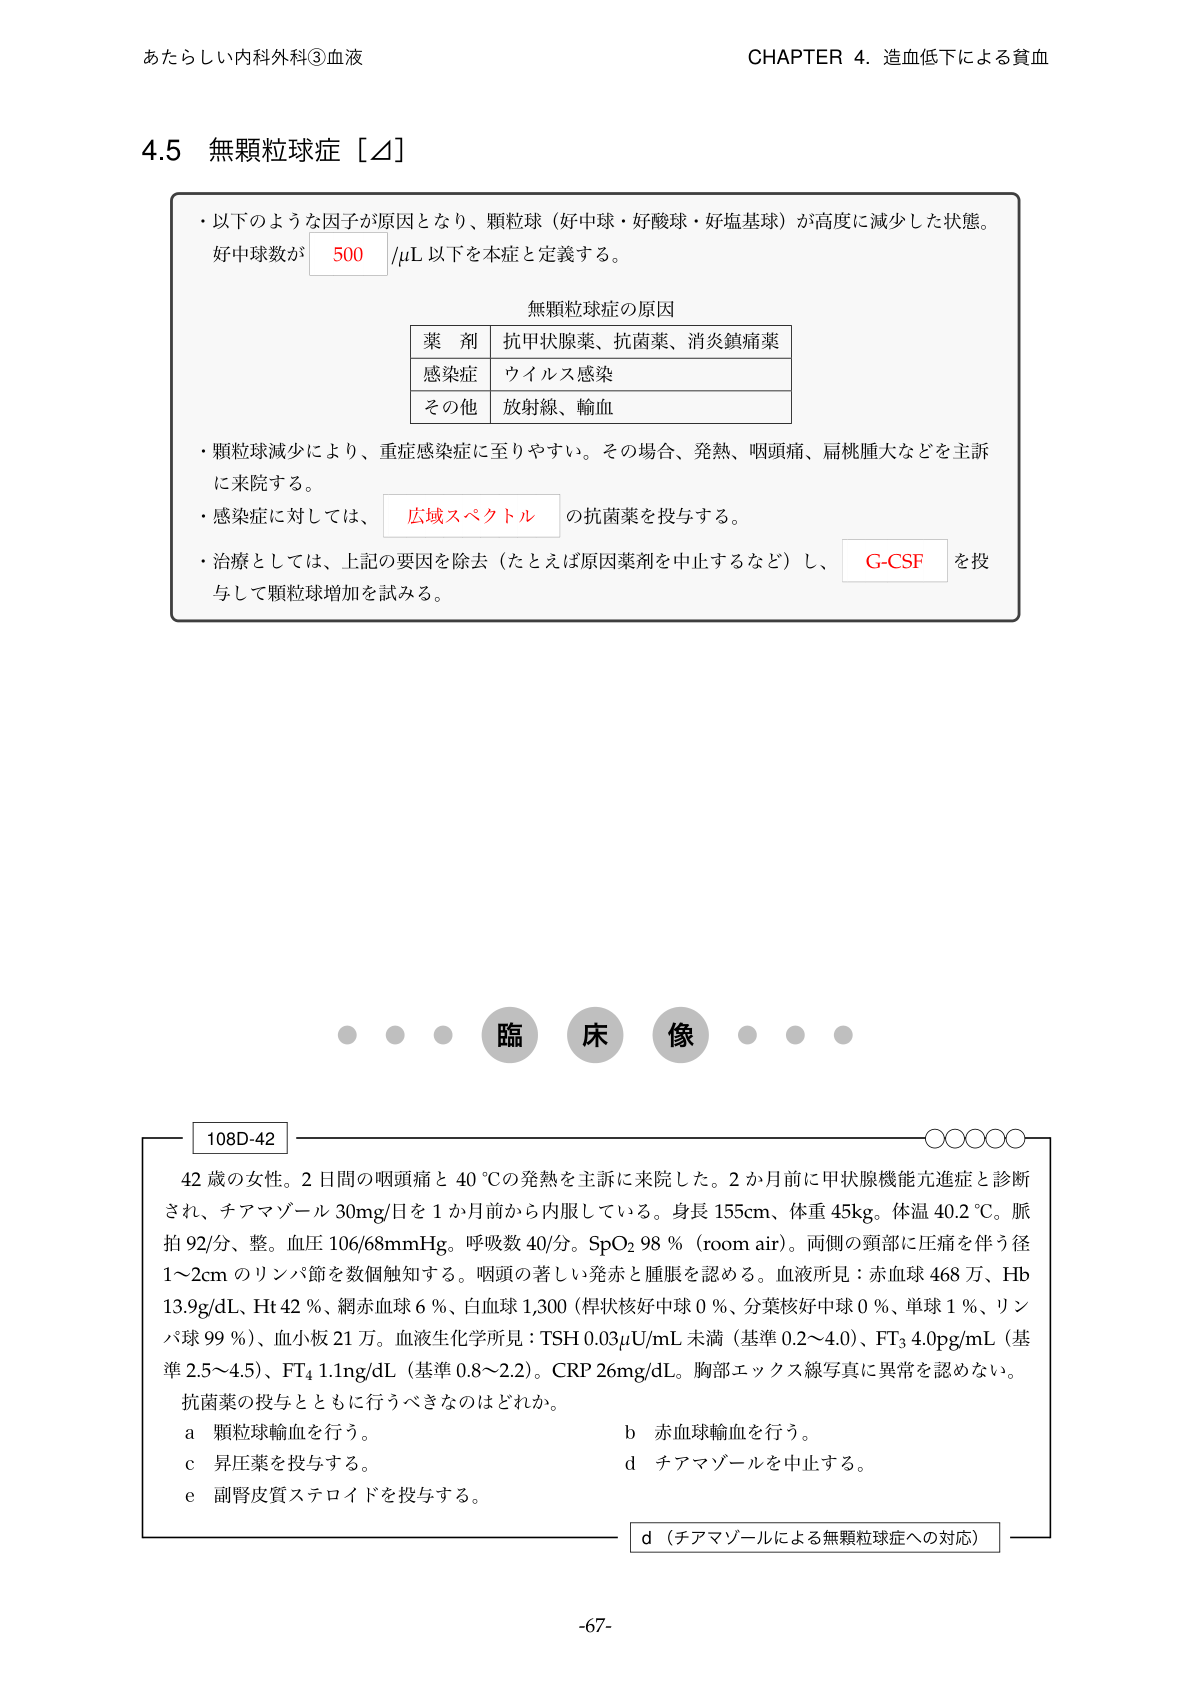 あたらしい内科外科③血液
CHAPTER 4. 造血低下による貧血
4.5 無顆粒球症［⊿］
・以下のような因子が原因となり、顆粒球（好中球・好酸球・好塩基球）が高度に減少した状態。
好中球数が 500 /μL 以下を本症と定義する。
無顆粒球症の原因
薬 剤 抗甲状腺薬、抗菌薬、消炎鎮痛薬
感染症 ウイルス感染
その他 放射線、輸血
・顆粒球減少により、重症感染症に至りやすい。その場合、発熱、咽頭痛、扁桃腫大などを主訴
に来院する。
・感染症に対しては、 広域スペクトル の抗菌薬を投与する。
・治療としては、上記の要因を除去（たとえば原因薬剤を中止するなど）し、 G-CSF を投
与して顆粒球増加を試みる。
臨床像
108D-42 ○○○○○
42 歳の女性。2 日間の咽頭痛と 40 ℃の発熱を主訴に来院した。2 か月前に甲状腺機能亢進症と診断
され、チアマゾール 30mg/日を 1 か月前から内服している。身長 155cm、体重 45kg。体温 40.2 ℃。脈
拍 92/分、整。血圧 106/68mmHg。呼吸数 40/分。SpO₂ 98 %（room air）。両側の頸部に圧痛を伴う径
1～2cm のリンパ節を数個触知する。咽頭の著しい発赤と腫脹を認める。血液所見：赤血球 468 万、Hb
13.9g/dL、Ht 42 %、網赤血球 6 %、白血球 1,300（桿状核好中球 0 %、分葉核好中球 0 %、単球 1 %、リン
パ球 99 %）、血小板 21 万。血液生化学所見：TSH 0.03μU/mL 未満（基準 0.2～4.0）、FT₃ 4.0pg/mL（基
準 2.5～4.5）、FT₄ 1.1ng/dL（基準 0.8～2.2）。CRP 26mg/dL。胸部エックス線写真に異常を認めない。
抗菌薬の投与とともに行うべきなのはどれか。
a 顆粒球輸血を行う。
b 赤血球輸血を行う。
c 昇圧薬を投与する。
d チアマゾールを中止する。
e 副腎皮質ステロイドを投与する。
d （チアマゾールによる無顆粒球症への対応）
-67-